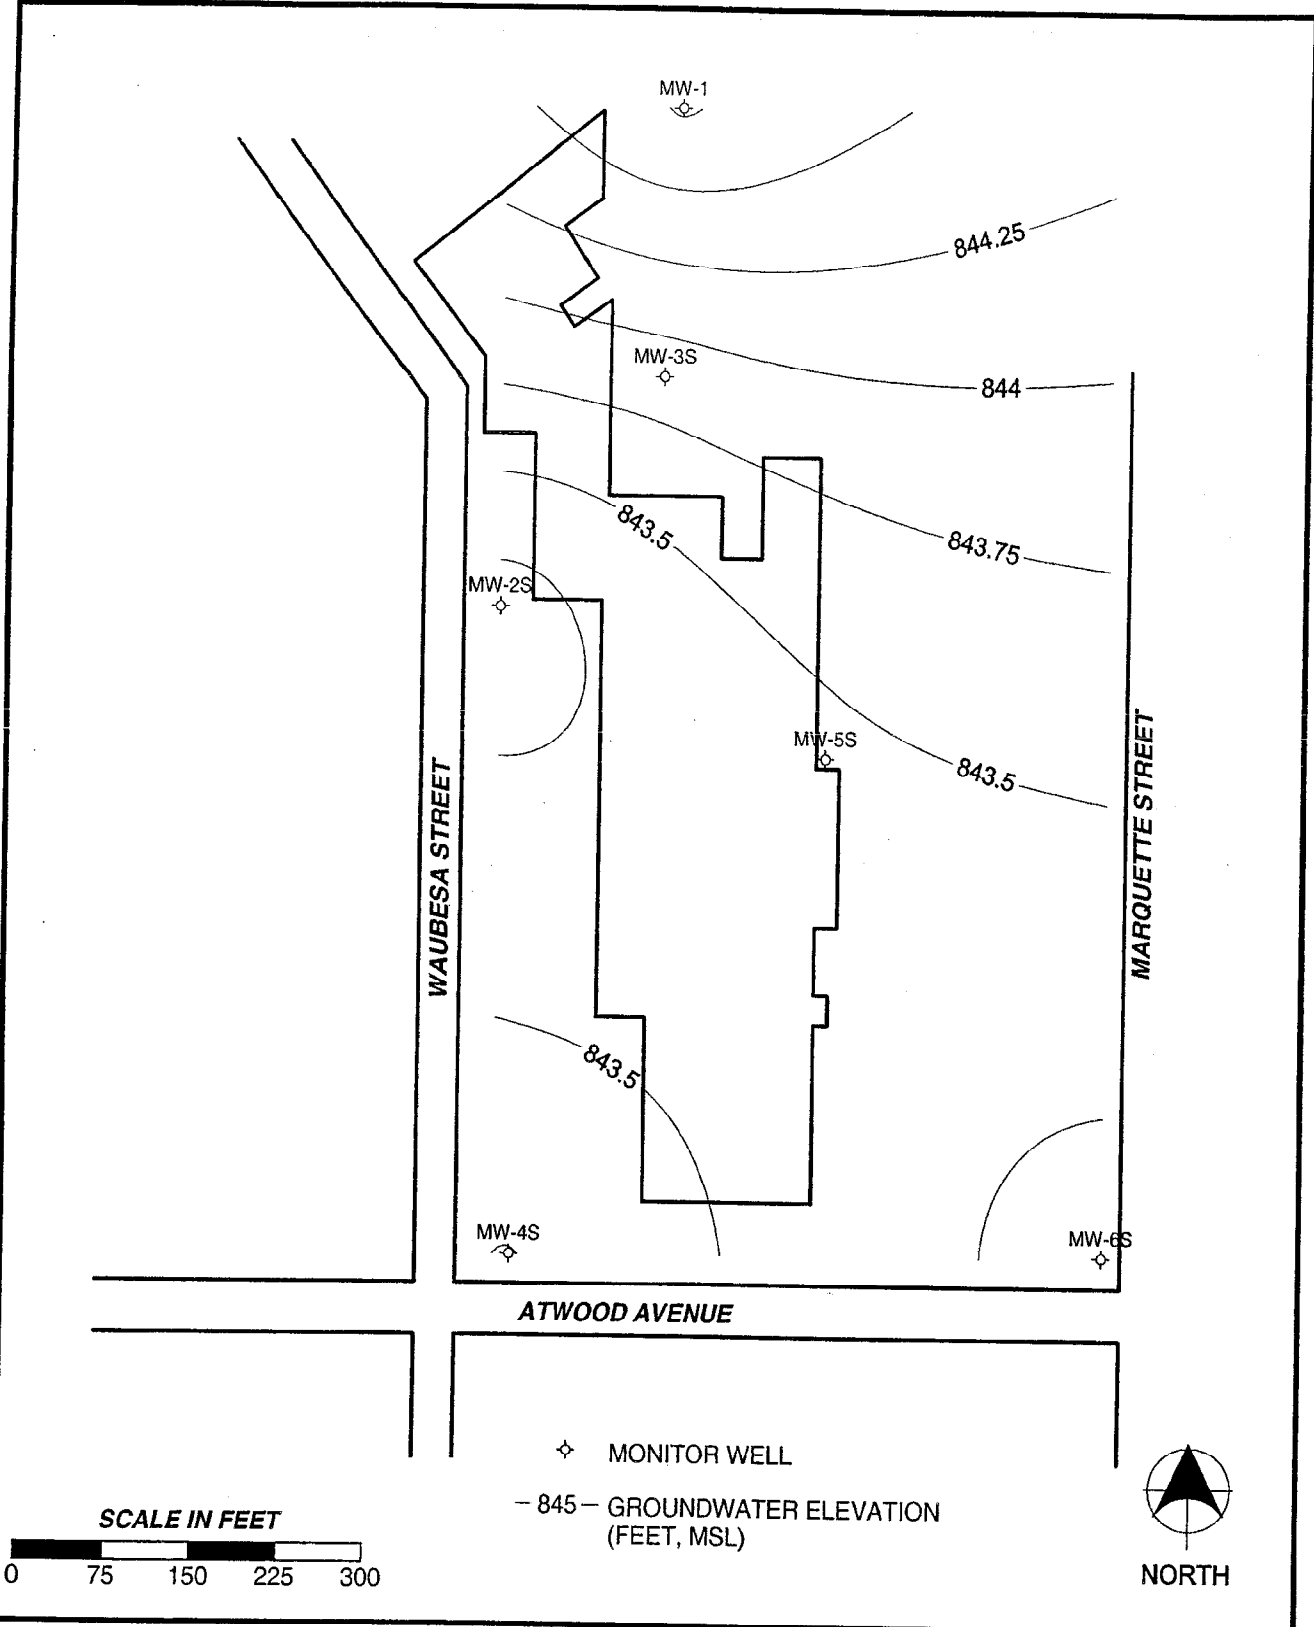 MW-1
844.25
MW-3S
844
843.5
843.75
MW-2S
MW-5S
843.5
WAUBESA STREET
MARQUETTE STREET
843.5
MW-4S
MW-6S
ATWOOD AVENUE
MONITOR WELL
– 845 – GROUNDWATER ELEVATION
(FEET, MSL)
SCALE IN FEET
0 75 150 225 300
NORTH